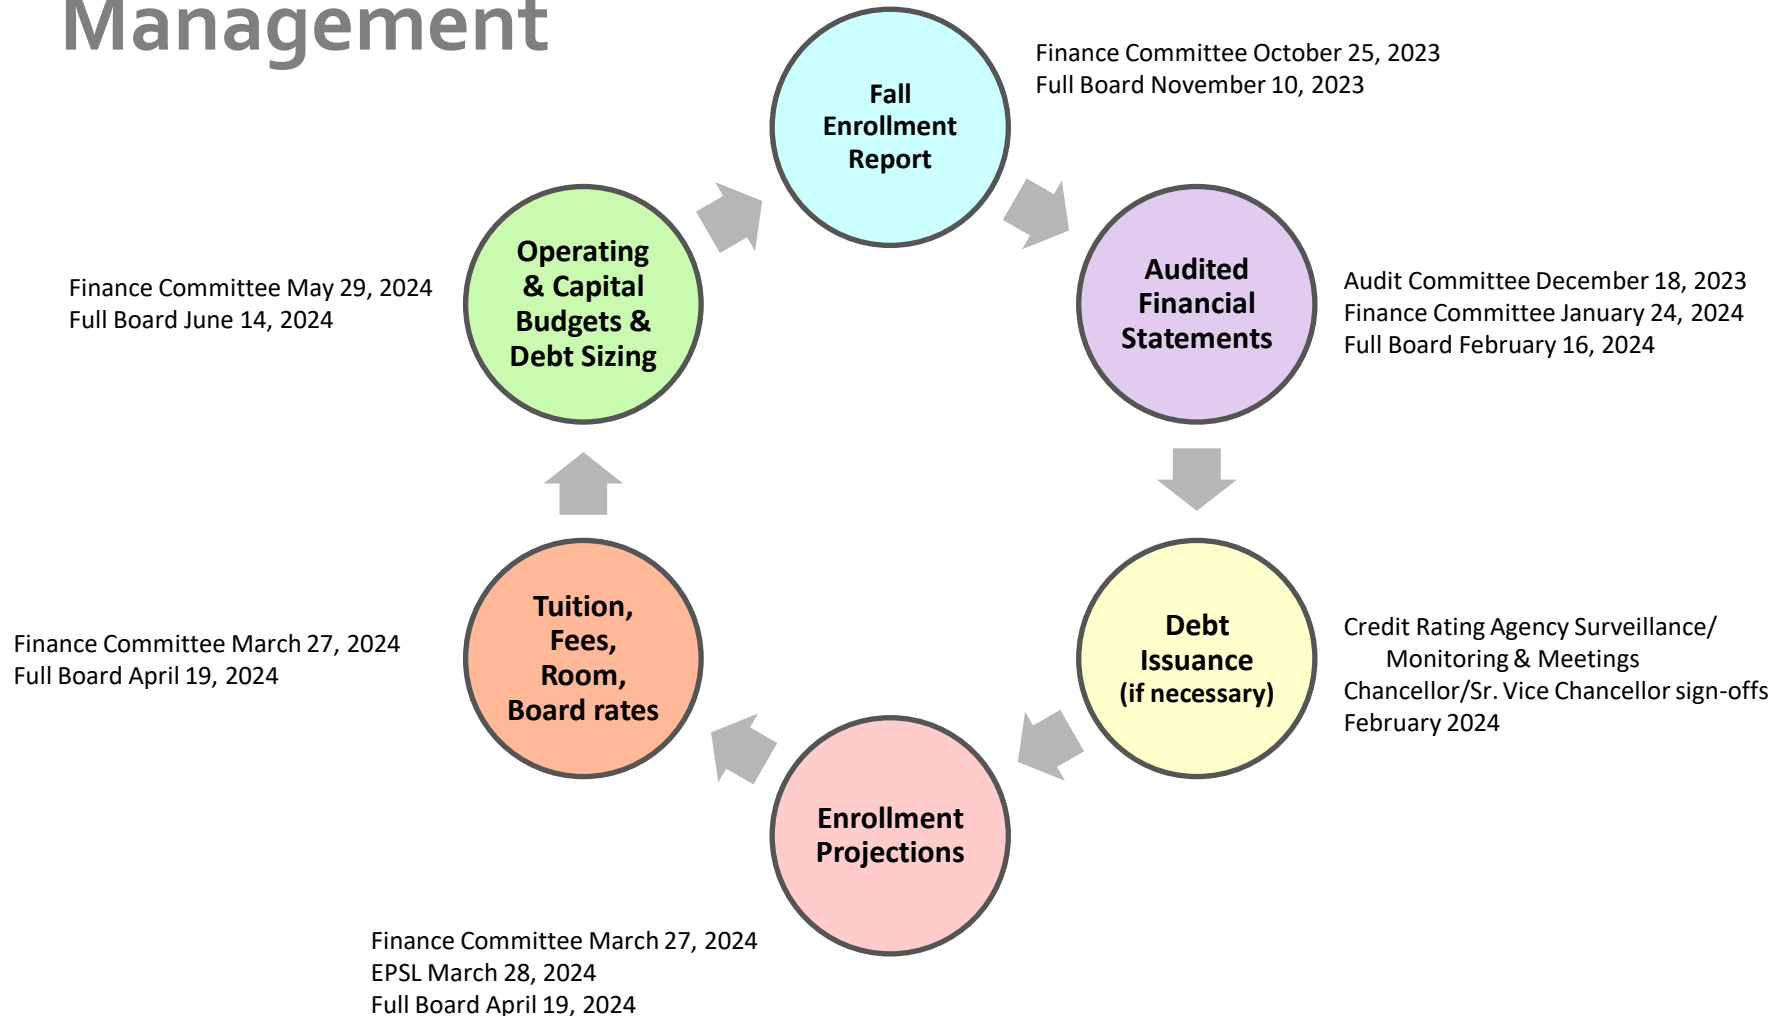 Management
Fall
Enrollment
Report
Finance Committee October 25, 2023
Full Board November 10, 2023
Audited
Financial
Statements
Audit Committee December 18, 2023
Finance Committee January 24, 2024
Full Board February 16, 2024
Debt
Issuance
(if necessary)
Credit Rating Agency Surveillance/
Monitoring & Meetings
Chancellor/Sr. Vice Chancellor sign-offs
February 2024
Enrollment
Projections
Finance Committee March 27, 2024
EPSL March 28, 2024
Full Board April 19, 2024
Tuition,
Fees,
Room,
Board rates
Finance Committee March 27, 2024
Full Board April 19, 2024
Operating
& Capital
Budgets &
Debt Sizing
Finance Committee May 29, 2024
Full Board June 14, 2024